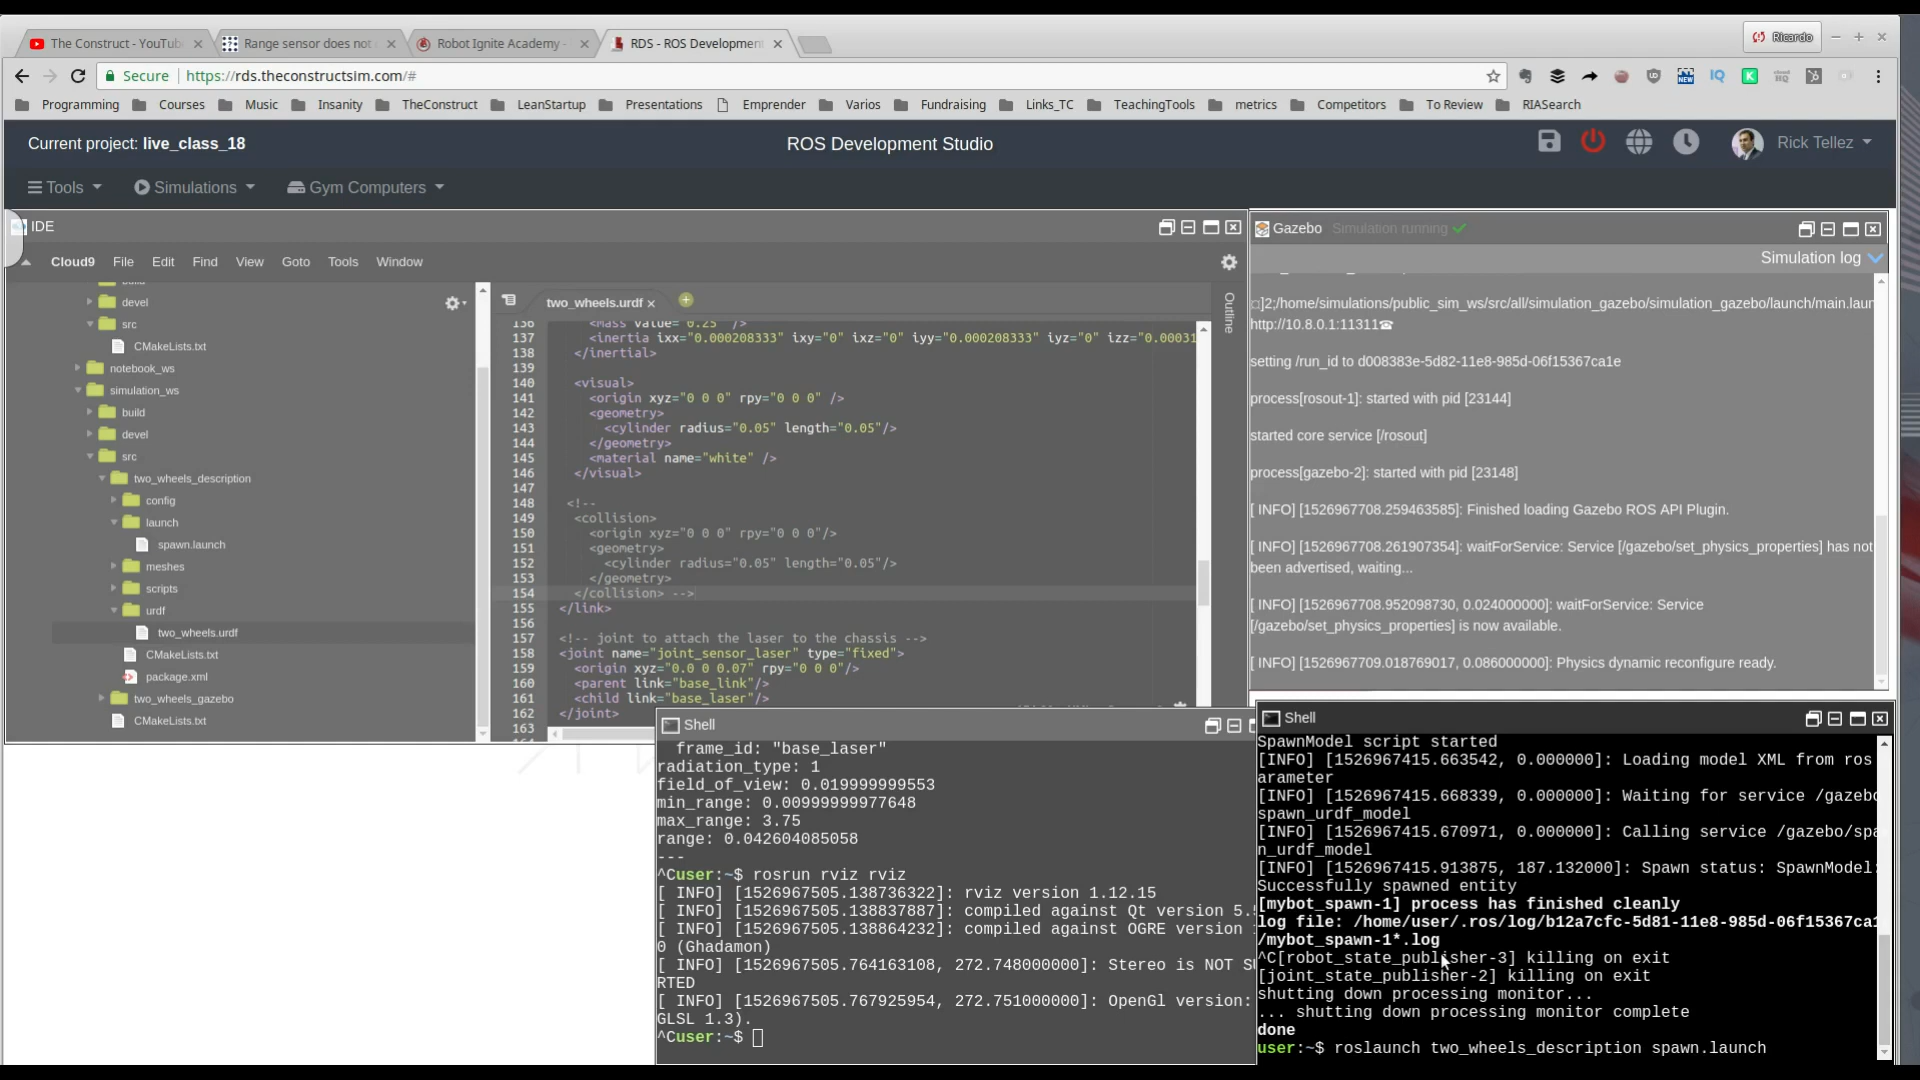 The Construct - YouTube
Range sensor does not
Robot Ignite Academy -
RDS - ROS Development
Ricardo
Secure
https://rds.theconstructsim.com/#
Programming
Courses
Music
Insanity
TheConstruct
LeanStartup
Presentations
Emprender
Varios
Fundraising
Links_TC
TeachingTools
metrics
Competitors
To Review
RIASearch
Current project: live_class_18
ROS Development Studio
Rick Tellez
Tools
Simulations
Gym Computers
IDE
Cloud9 File Edit Find View Goto Tools Window
build
devel
src
CMakeLists.txt
notebook_ws
simulation_ws
build
devel
src
two_wheels_description
config
launch
spawn.launch
meshes
scripts
urdf
two_wheels.urdf
CMakeLists.txt
package.xml
two_wheels_gazebo
CMakeLists.txt
two_wheels.urdf
Outline
136 <mass value="0.25" />
137 <inertia ixx="0.000208333" ixy="0" ixz="0" iyy="0.000208333" iyz="0" izz="0.00031
138 </inertial>
139
140 <visual>
141 <origin xyz="0 0 0" rpy="0 0 0" />
142 <geometry>
143 <cylinder radius="0.05" length="0.05"/>
144 </geometry>
145 <material name="white" />
146 </visual>
147
148 <!--
149 <collision>
150 <origin xyz="0 0 0" rpy="0 0 0"/>
151 <geometry>
152 <cylinder radius="0.05" length="0.05"/>
153 </geometry>
154 </collision> -->
155 </link>
156
157 <!-- joint to attach the laser to the chassis -->
158 <joint name="joint_sensor_laser" type="fixed">
159 <origin xyz="0.0 0 0.07" rpy="0 0 0"/>
160 <parent link="base_link"/>
161 <child link="base_laser"/>
162 </joint>
163
Gazebo Simulation running
Simulation log
]2;/home/simulations/public_sim_ws/src/all/simulation_gazebo/simulation_gazebo/launch/main.laun
http://10.8.0.1:11311☎
setting /run_id to d008383e-5d82-11e8-985d-06f15367ca1e
process[rosout-1]: started with pid [23144]
started core service [/rosout]
process[gazebo-2]: started with pid [23148]
[ INFO] [1526967708.259463585]: Finished loading Gazebo ROS API Plugin.
[ INFO] [1526967708.261907354]: waitForService: Service [/gazebo/set_physics_properties] has not
been advertised, waiting...
[ INFO] [1526967708.952098730, 0.024000000]: waitForService: Service
[/gazebo/set_physics_properties] is now available.
[ INFO] [1526967709.018769017, 0.086000000]: Physics dynamic reconfigure ready.
Shell
frame_id: "base_laser"
radiation_type: 1
field_of_view: 0.019999999553
min_range: 0.00999999977648
max_range: 3.75
range: 0.042604085058
---
^Cuser:~$ rosrun rviz rviz
[ INFO] [1526967505.138736322]: rviz version 1.12.15
[ INFO] [1526967505.138837887]: compiled against Qt version 5.5
[ INFO] [1526967505.138864232]: compiled against OGRE version
0 (Ghadamon)
[ INFO] [1526967505.764163108, 272.748000000]: Stereo is NOT SU
RTED
[ INFO] [1526967505.767925954, 272.751000000]: OpenGl version:
GLSL 1.3).
^Cuser:~$
Shell
SpawnModel script started
[INFO] [1526967415.663542, 0.000000]: Loading model XML from ros
arameter
[INFO] [1526967415.668339, 0.000000]: Waiting for service /gazebo
spawn_urdf_model
[INFO] [1526967415.670971, 0.000000]: Calling service /gazebo/spa
n_urdf_model
[INFO] [1526967415.913875, 187.132000]: Spawn status: SpawnModel:
Successfully spawned entity
[mybot_spawn-1] process has finished cleanly
log file: /home/user/.ros/log/b12a7cfc-5d81-11e8-985d-06f15367ca1
/mybot_spawn-1*.log
^C[robot_state_publisher-3] killing on exit
[joint_state_publisher-2] killing on exit
shutting down processing monitor...
... shutting down processing monitor complete
done
user:~$ roslaunch two_wheels_description spawn.launch